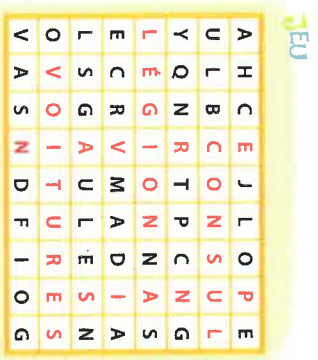 JEU
A H C E J L O P E
U L B C O N S U L
Y Q N R T P C N G
L É G I O N N A S
E C R V M A D I A
L S G A U L E S N
O V O I T U R E S
V A S N D F I O G